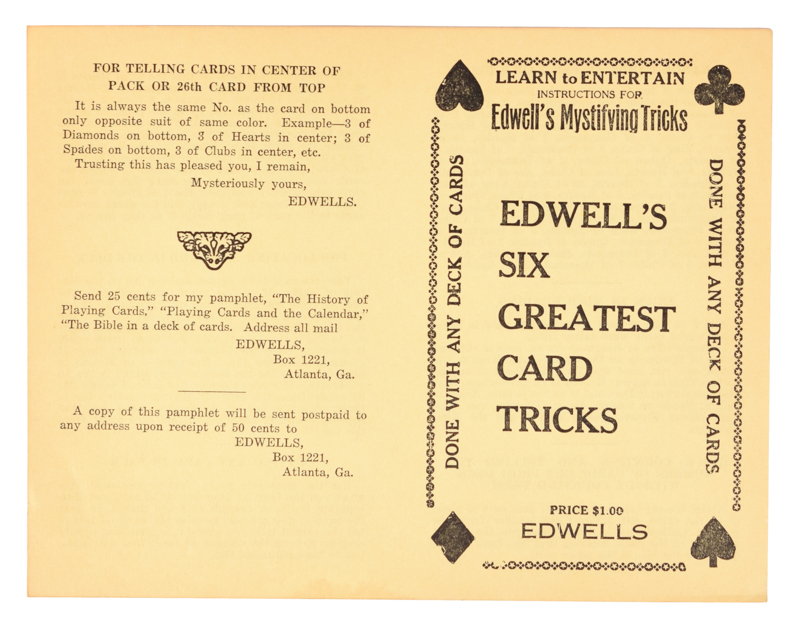 FOR TELLING CARDS IN CENTER OF
PACK OR 26th CARD FROM TOP
It is always the same No. as the card on bottom
only opposite suit of same color. Example—3 of
Diamonds on bottom, 3 of Hearts in center; 3 of
Spades on bottom, 3 of Clubs in center, etc.
Trusting this has pleased you, I remain,
Mysteriously yours,
EDWELLS.
Send 25 cents for my pamphlet, “The History of
Playing Cards.” “Playing Cards and the Calendar,”
“The Bible in a deck of cards. Address all mail
EDWELLS,
Box 1221,
Atlanta, Ga.
A copy of this pamphlet will be sent postpaid to
any address upon receipt of 50 cents to
EDWELLS,
Box 1221,
Atlanta, Ga.
LEARN to ENTERTAIN
INSTRUCTIONS FOR
Edwell's Mystifving Tricks
DONE WITH ANY DECK OF CARDS
EDWELL'S
SIX
GREATEST
CARD
TRICKS
DONE WITH ANY DECK OF CARDS
PRICE $1.00
EDWELLS